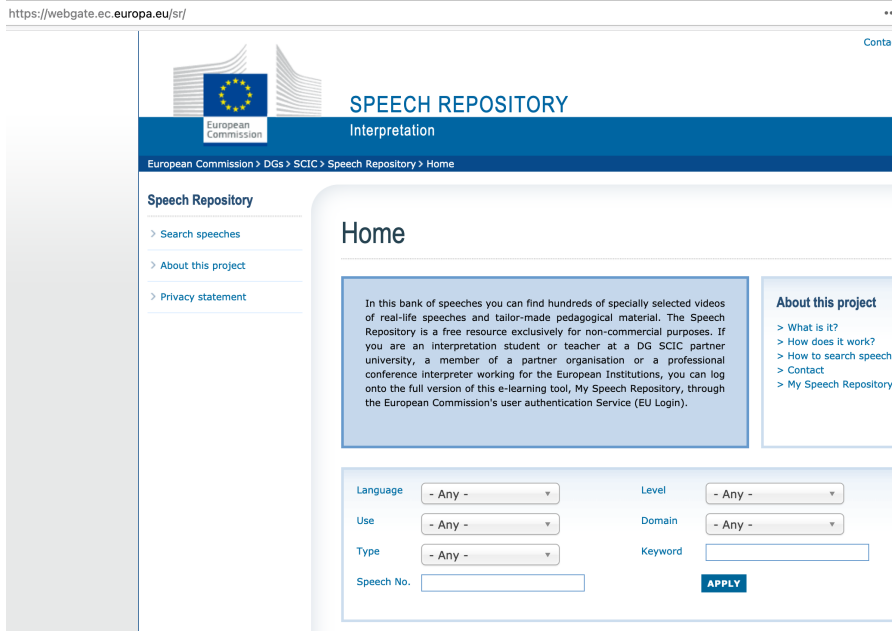 https://webgate.ec.europa.eu/sr/
European
Commission
SPEECH REPOSITORY
Interpretation
European Commission > DGs > SCIC > Speech Repository > Home
Speech Repository
> Search speeches
> About this project
> Privacy statement
Home
In this bank of speeches you can find hundreds of specially selected videos
of real-life speeches and tailor-made pedagogical material. The Speech
Repository is a free resource exclusively for non-commercial purposes. If
you are an interpretation student or teacher at a DG SCIC partner
university, a member of a partner organisation or a professional
conference interpreter working for the European Institutions, you can log
onto the full version of this e-learning tool, My Speech Repository, through
the European Commission's user authentication Service (EU Login).
About this project
> What is it?
> How does it work?
> How to search speech
> Contact
> My Speech Repository
Language - Any - Level - Any -
Use - Any - Domain - Any -
Type - Any - Keyword
Speech No. APPLY